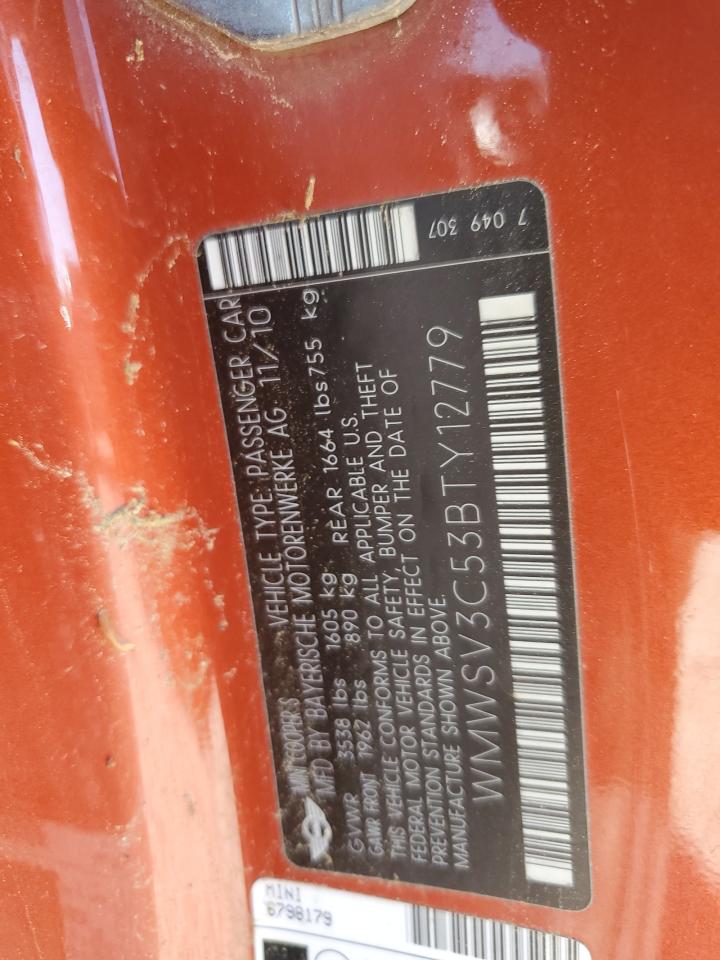 7 049 307
MINI COOPER S VEHICLE TYPE: PASSENGER CAR
MFD BY BAYERISCHE MOTORENWERKE AG 11/10
GVWR 3538 lbs 1605 kg
GAWR FRONT 1962 lbs 890 kg REAR 1664 lbs 755 kg
THIS VEHICLE CONFORMS TO ALL APPLICABLE U.S.
FEDERAL MOTOR VEHICLE SAFETY, BUMPER AND THEFT
PREVENTION STANDARDS IN EFFECT ON THE DATE OF
MANUFACTURE SHOWN ABOVE.
WMWSV3C53BTY12779
MINI
6798179